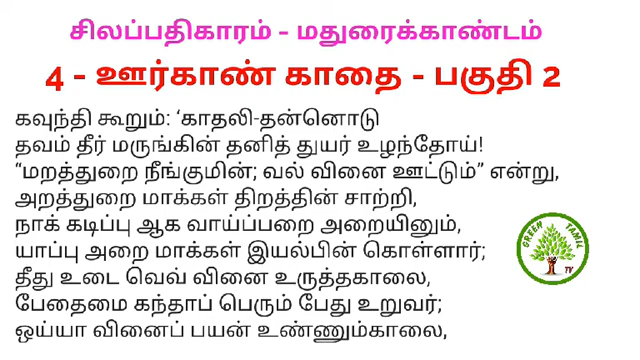 சிலப்பதிகாரம் - மதுரைக்காண்டம்
4 - ஊர்காண் காதை - பகுதி 2
கவுந்தி கூறும்: ‘காதலி-தன்னொடு
தவம் தீர் மருங்கின் தனித் துயர் உழந்தோய்!
“மறத்துறை நீங்குமின்; வல் வினை ஊட்டும்” என்று,
அறத்துறை மாக்கள் திறத்தின் சாற்றி,
நாக் கடிப்பு ஆக வாய்ப்பறை அறையினும்,
யாப்பு அறை மாக்கள் இயல்பின் கொள்ளார்;
தீது உடை வெவ் வினை உருத்தகாலை,
பேதைமை கந்தாப் பெரும் பேது உறுவர்;
ஒய்யா வினைப் பயன் உண்ணும்காலை,
GREEN TAMIL
TV